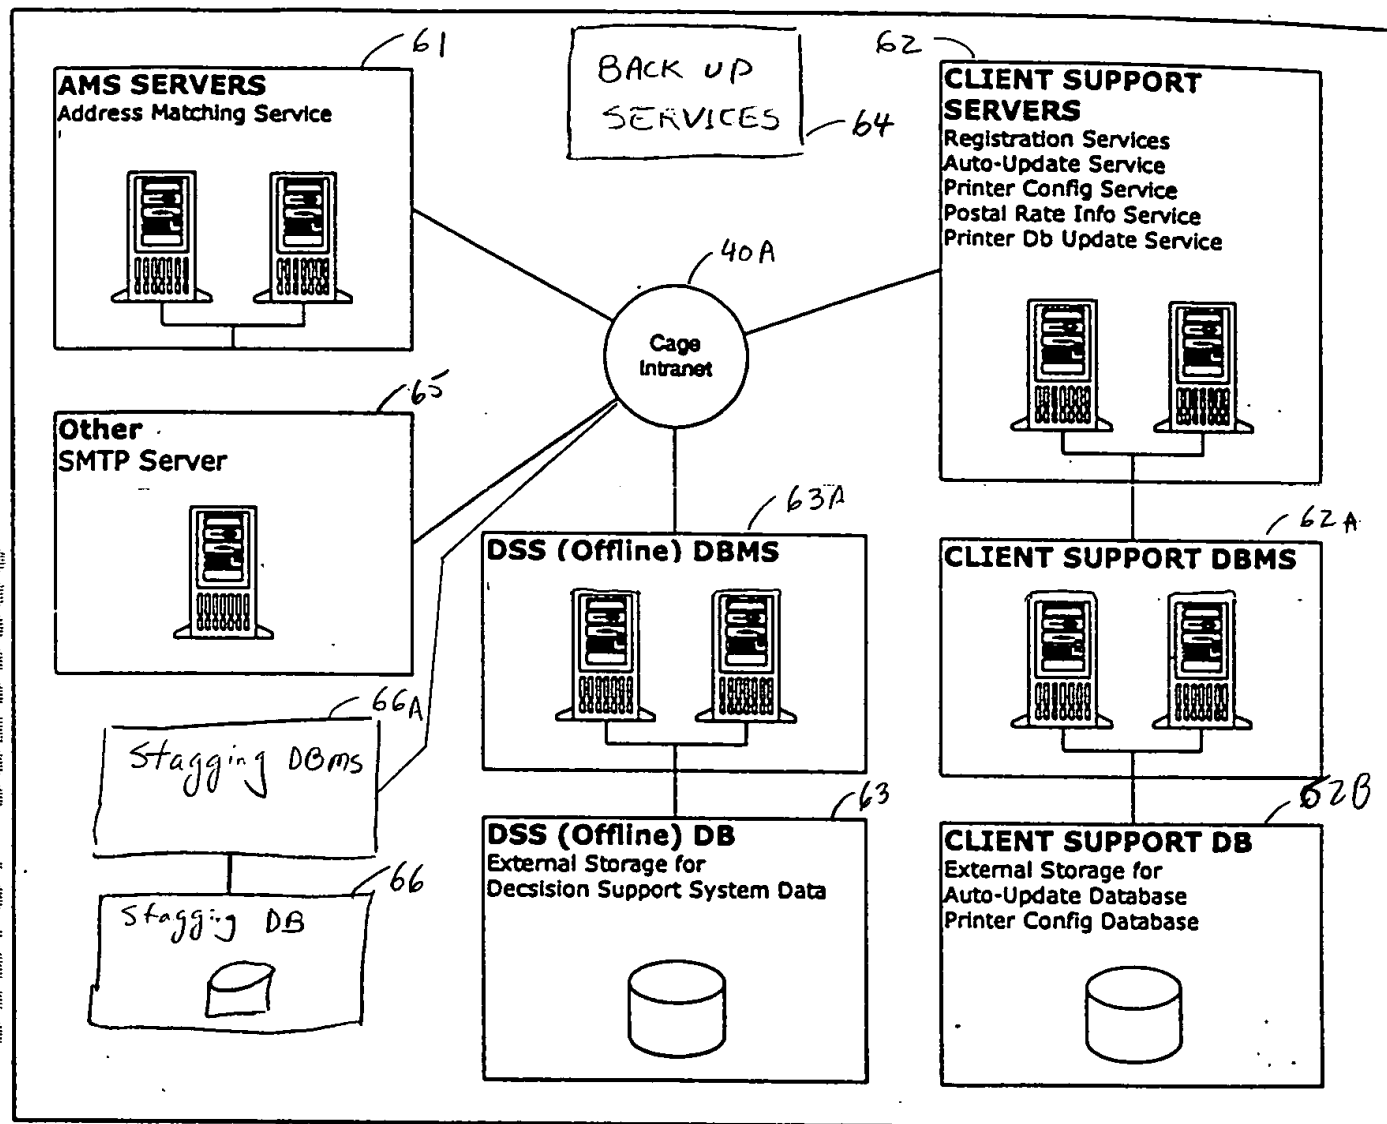 61
AMS SERVERS
Address Matching Service
BACK UP
SERVICES
64
62
CLIENT SUPPORT
SERVERS
Registration Services
Auto-Update Service
Printer Config Service
Postal Rate Info Service
Printer Db Update Service
40A
Cage
Intranet
65
Other
SMTP Server
63A
DSS (Offline) DBMS
62A
CLIENT SUPPORT DBMS
66A
Stagging DBms
66
Stagging DB
63
DSS (Offline) DB
External Storage for
Decsision Support System Data
62B
CLIENT SUPPORT DB
External Storage for
Auto-Update Database
Printer Config Database